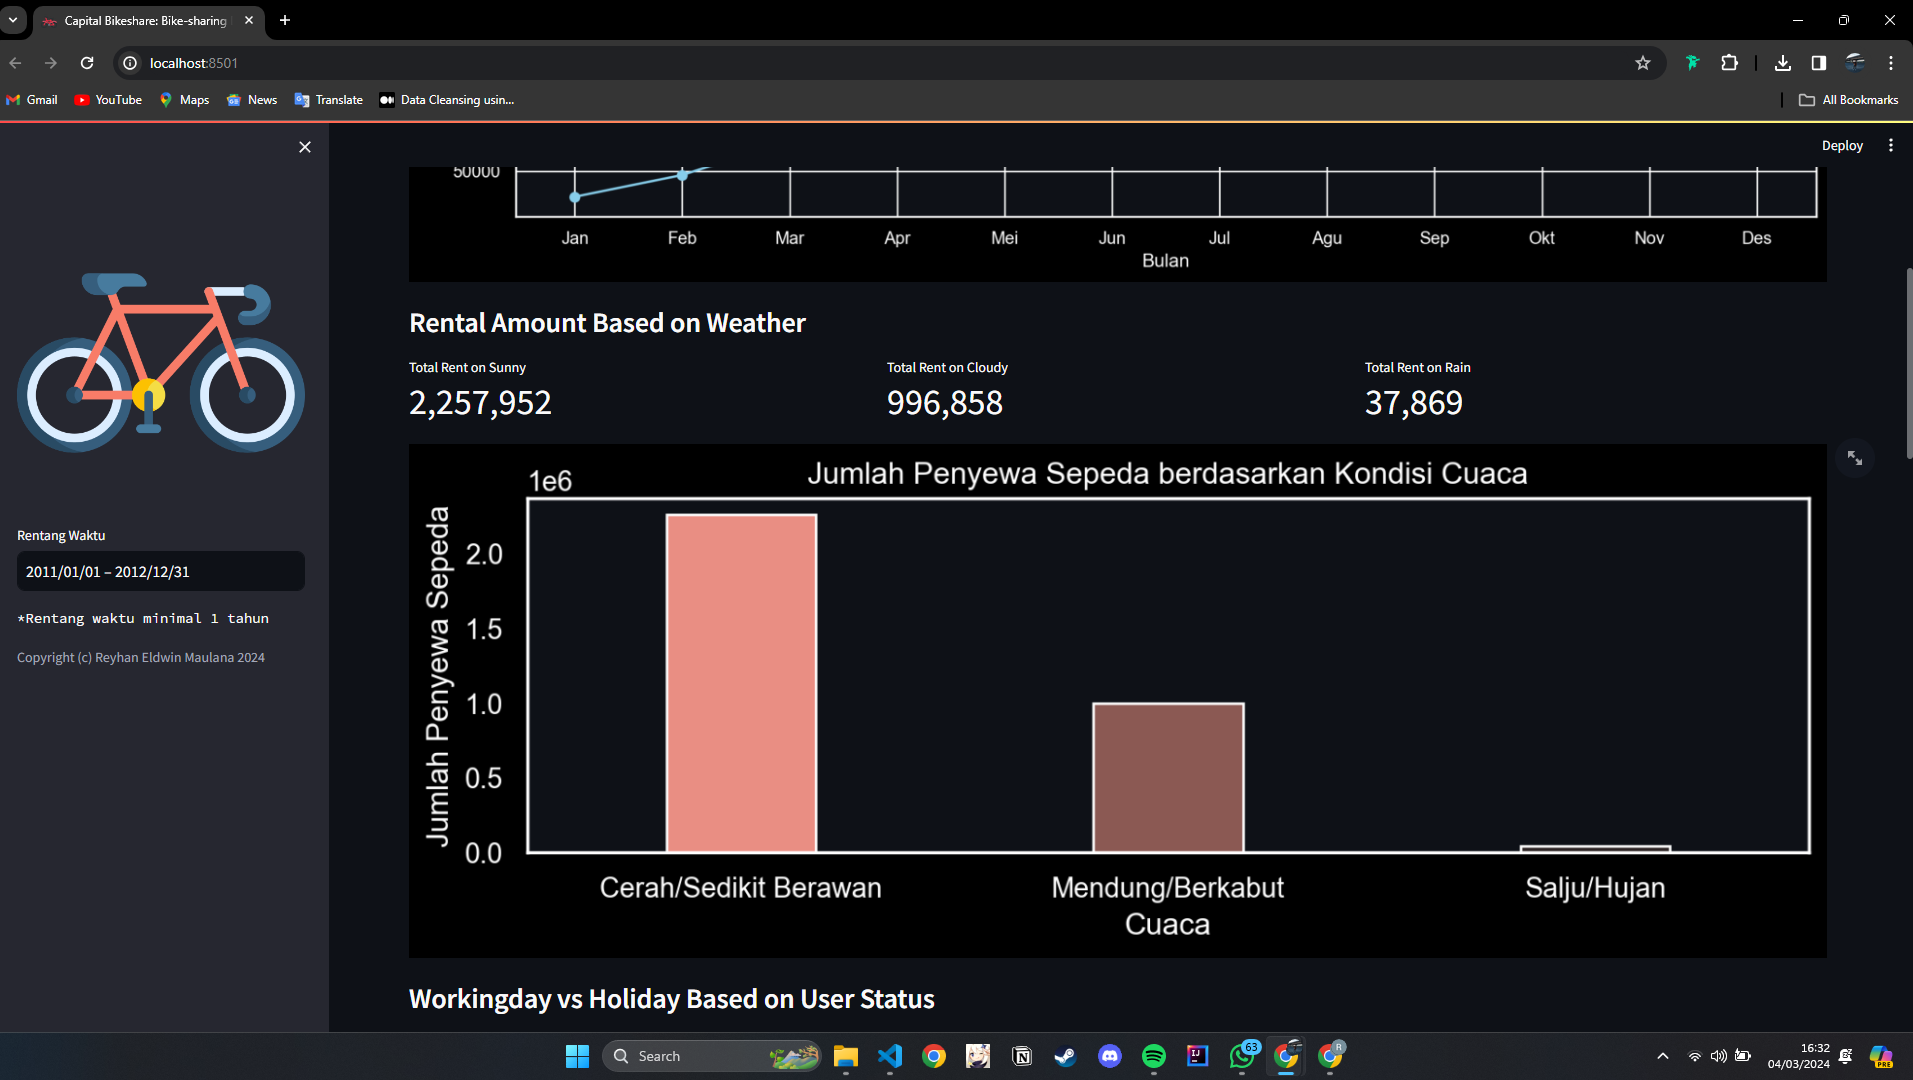 Capital Bikeshare: Bike-sharing
localhost:8501
Gmail
YouTube
Maps
News
Translate
Data Cleansing usin...
All Bookmarks
Deploy
Rentang Waktu
2011/01/01 – 2012/12/31
*Rentang waktu minimal 1 tahun
Copyright (c) Reyhan Eldwin Maulana 2024
50000
Jan Feb Mar Apr Mei Jun Jul Agu Sep Okt Nov Des
Bulan
Rental Amount Based on Weather
Total Rent on Sunny
2,257,952
Total Rent on Cloudy
996,858
Total Rent on Rain
37,869
Jumlah Penyewa Sepeda berdasarkan Kondisi Cuaca
1e6
Jumlah Penyewa Sepeda
2.0
1.5
1.0
0.5
0.0
Cerah/Sedikit Berawan
Mendung/Berkabut
Salju/Hujan
Cuaca
Workingday vs Holiday Based on User Status
Search
63
R
16:32
04/03/2024
PRE